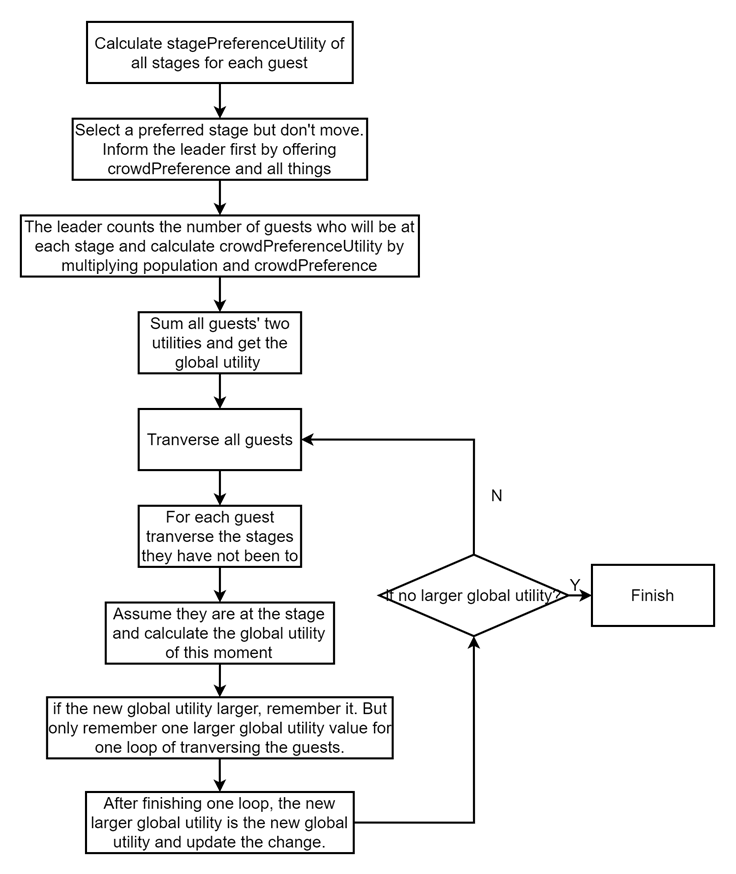 Calculate stagePreferenceUtility of
all stages for each guest
Select a preferred stage but don't move.
Inform the leader first by offering
crowdPreference and all things
The leader counts the number of guests who will be at
each stage and calculate crowdPreferenceUtility by
multiplying population and crowdPreference
Sum all guests' two
utilities and get the
global utility
Tranverse all guests
For each guest
tranverse the stages
they have not been to
Assume they are at the stage
and calculate the global utility
of this moment
if the new global utility larger, remember it. But
only remember one larger global utility value for
one loop of tranversing the guests.
After finishing one loop, the new
larger global utility is the new global
utility and update the change.
N
If no larger global utility?
Y
Finish